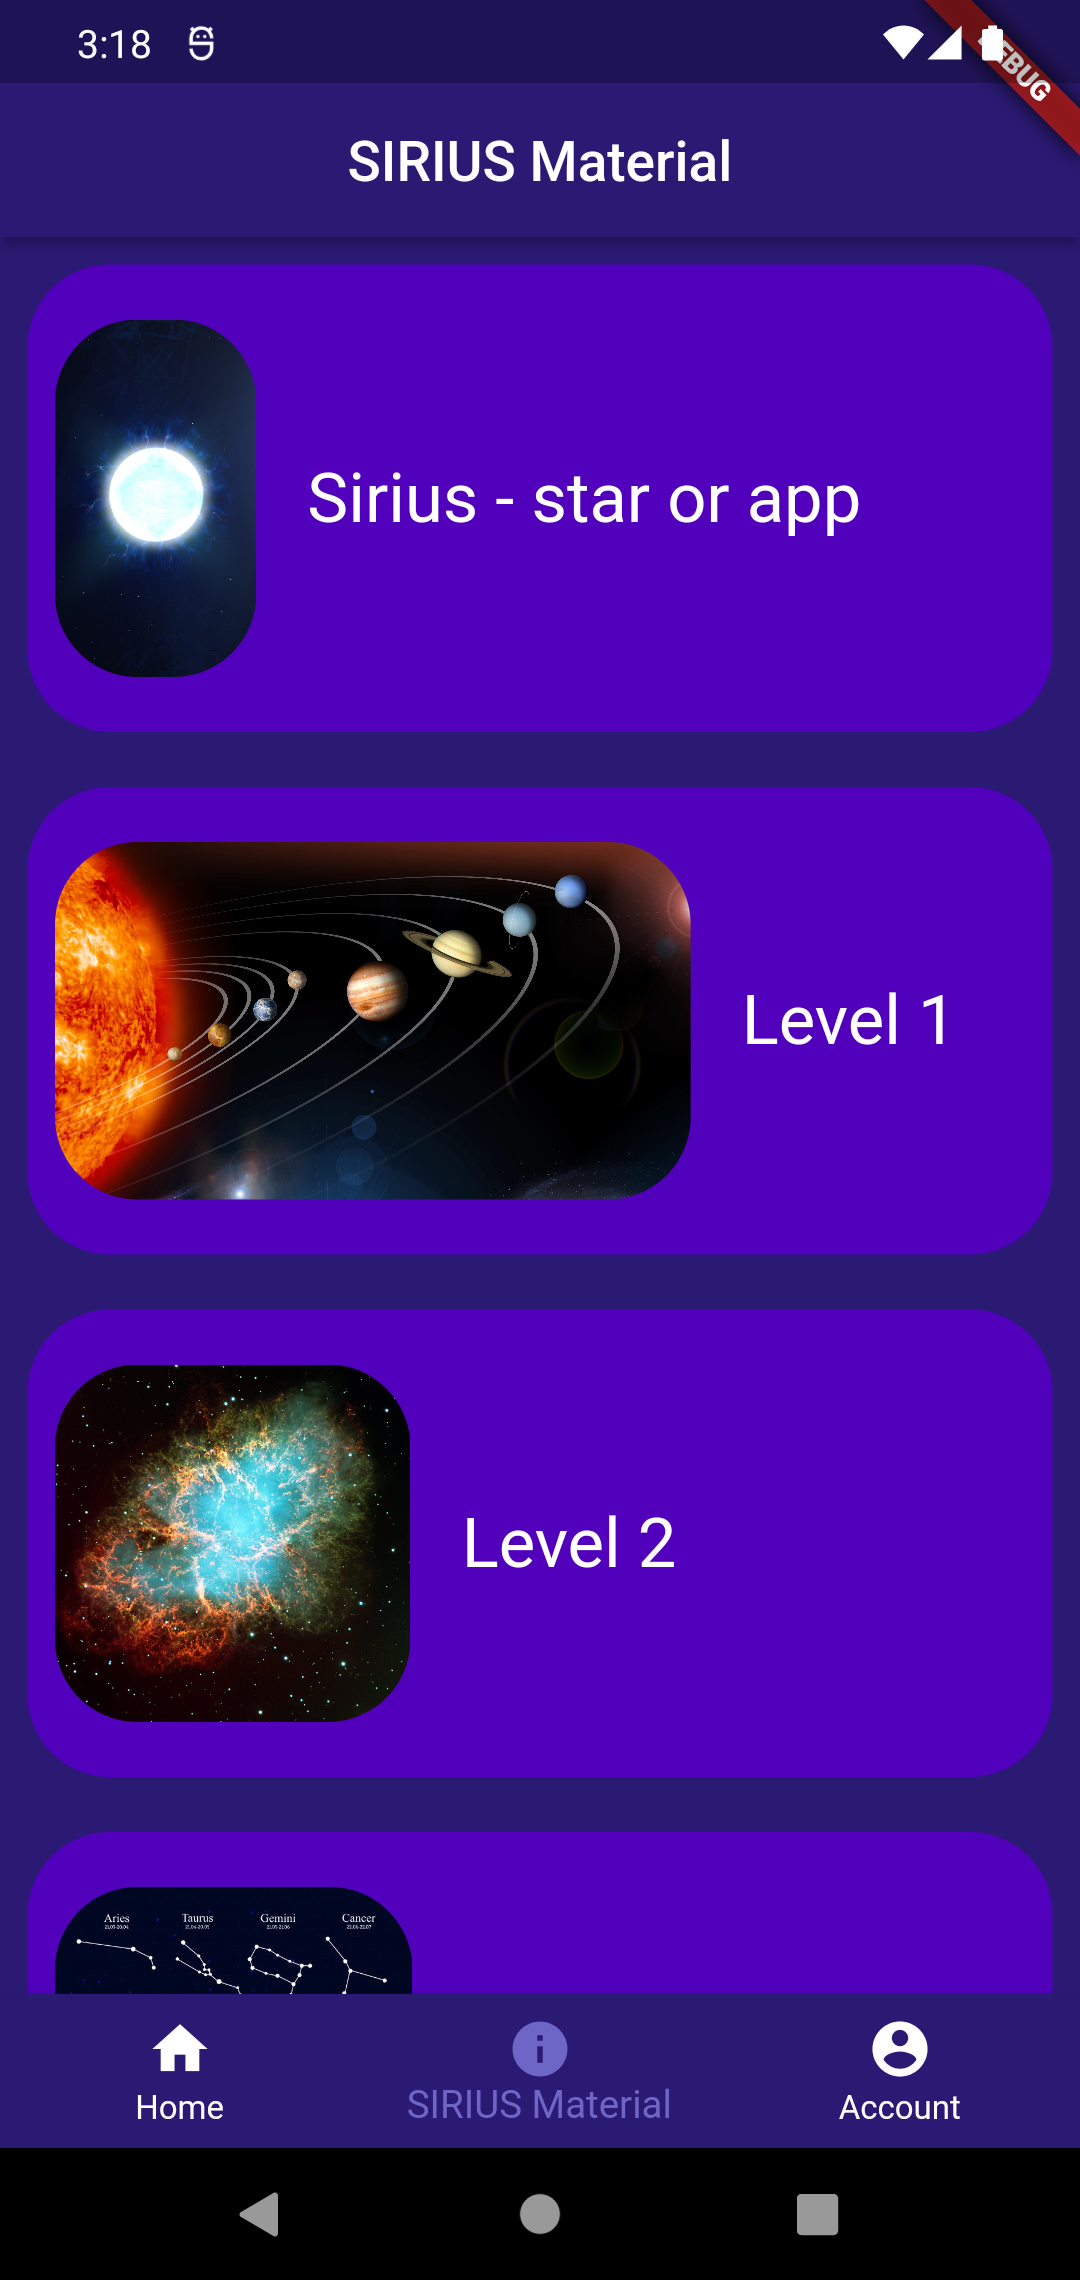 3:18
DEBUG
SIRIUS Material
Sirius - star or app
Level 1
Level 2
Aries Taurus Gemini Cancer
Home SIRIUS Material Account